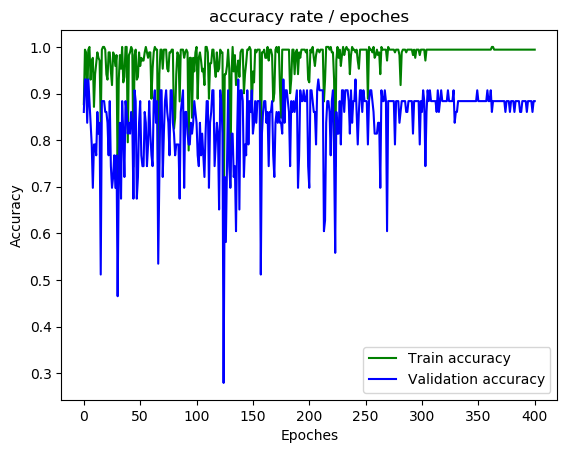 accuracy rate / epoches
1.0
0.9
0.8
0.7
0.6
0.5
0.4
0.3
Accuracy
Train accuracy
Validation accuracy
0 50 100 150 200 250 300 350 400
Epoches